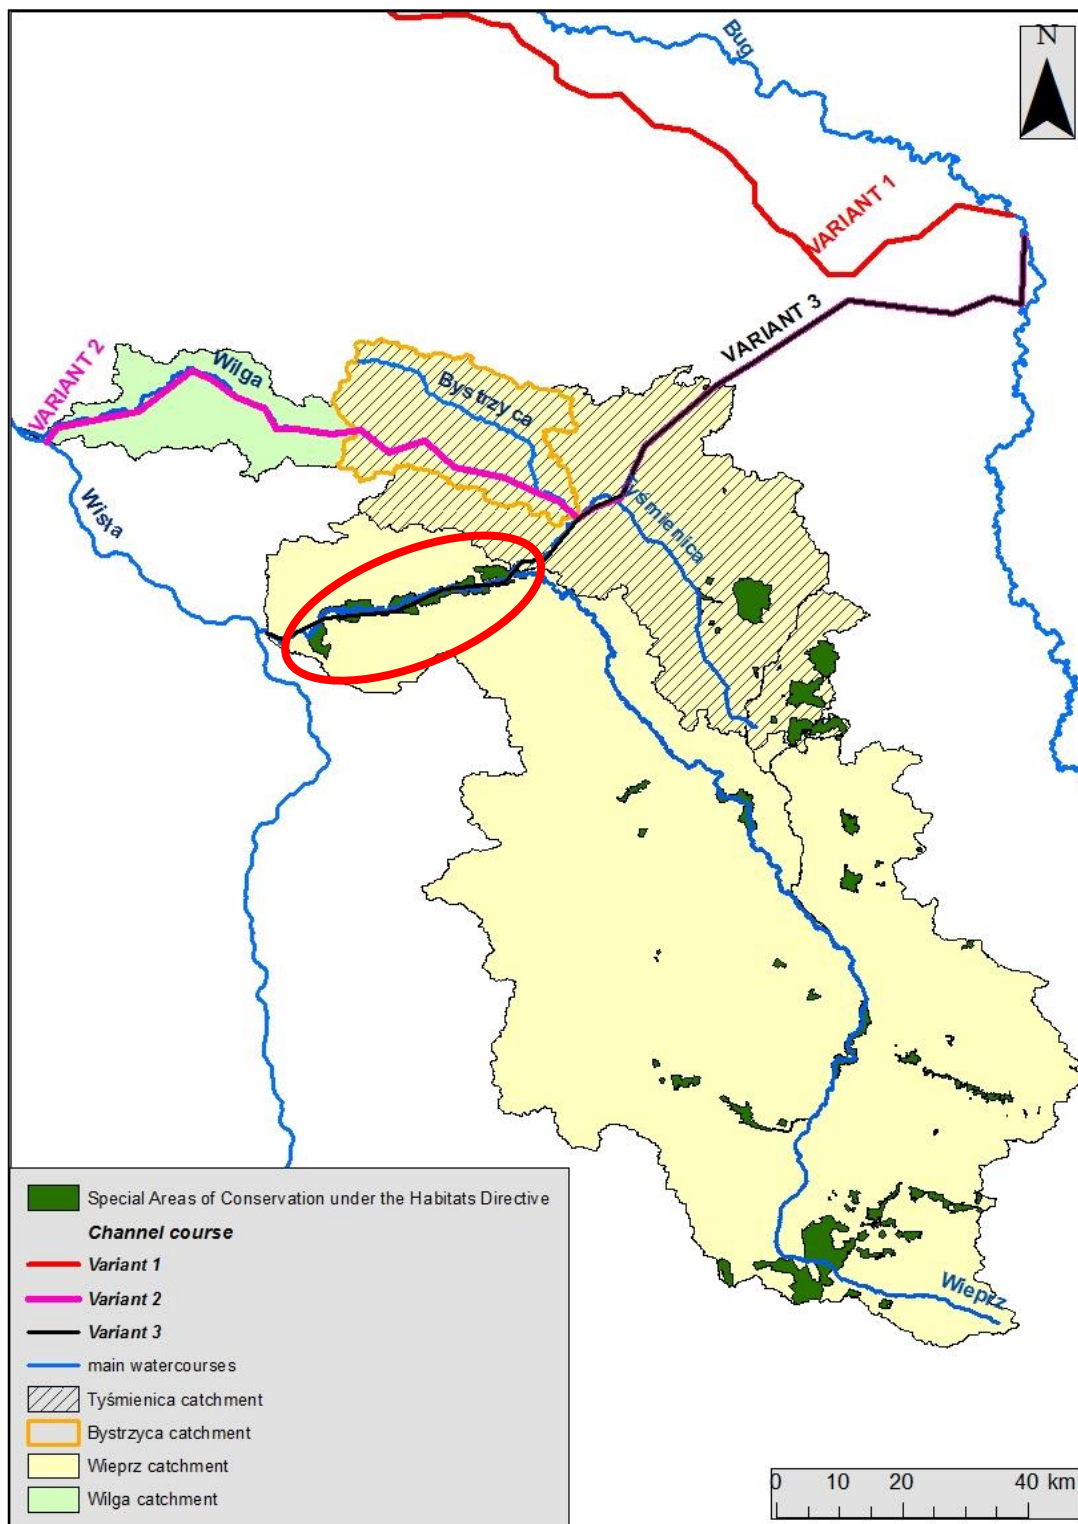 N
Bug
VARIANT 1
VARIANT 3
VARIANT 2
Wilga
Bystrzyca
Tyśmienica
Wisła
Wieprz
Special Areas of Conservation under the Habitats Directive
Channel course
Variant 1
Variant 2
Variant 3
main watercourses
Tyśmienica catchment
Bystrzyca catchment
Wieprz catchment
Wilga catchment
0 10 20 40 km